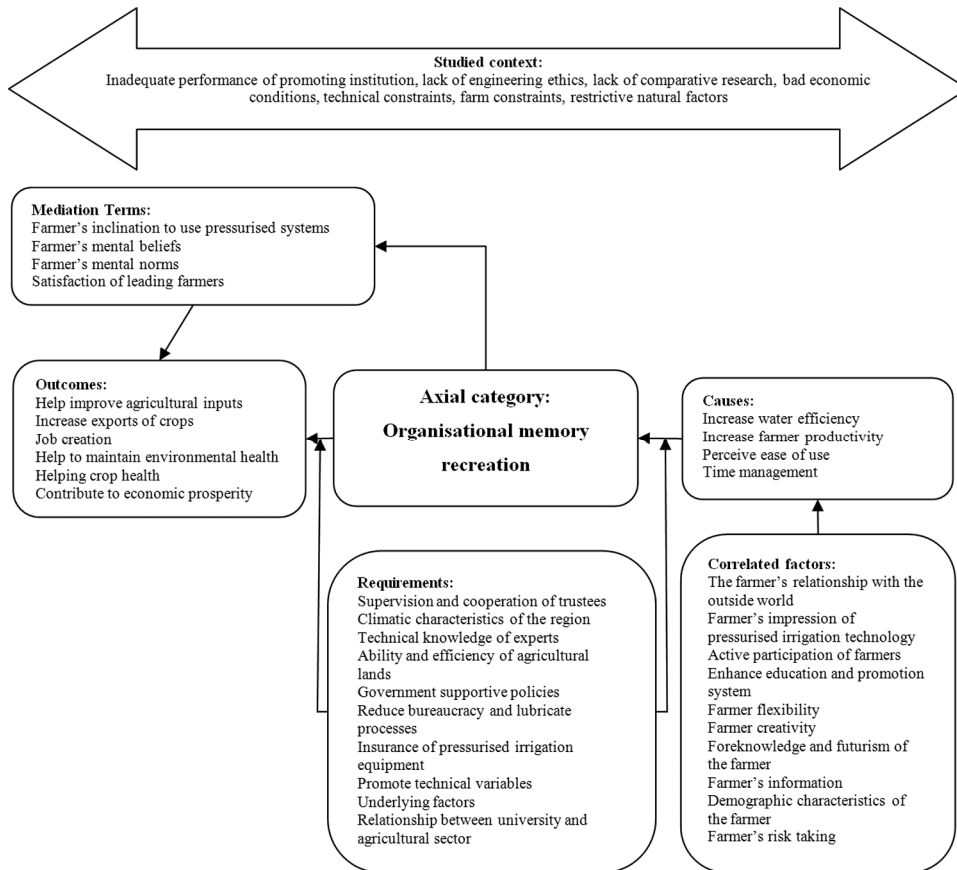 Studied context:
Inadequate performance of promoting institution, lack of engineering ethics, lack of comparative research, bad economic
conditions, technical constraints, farm constraints, restrictive natural factors
Mediation Terms:
Farmer's inclination to use pressurised systems
Farmer's mental beliefs
Farmer's mental norms
Satisfaction of leading farmers
Outcomes:
Help improve agricultural inputs
Increase exports of crops
Job creation
Help to maintain environmental health
Helping crop health
Contribute to economic prosperity
Axial category:
Organisational memory
recreation
Causes:
Increase water efficiency
Increase farmer productivity
Perceive ease of use
Time management
Requirements:
Supervision and cooperation of trustees
Climatic characteristics of the region
Technical knowledge of experts
Ability and efficiency of agricultural
lands
Government supportive policies
Reduce bureaucracy and lubricate
processes
Insurance of pressurised irrigation
equipment
Promote technical variables
Underlying factors
Relationship between university and
agricultural sector
Correlated factors:
The farmer's relationship with the
outside world
Farmer's impression of
pressurised irrigation technology
Active participation of farmers
Enhance education and promotion
system
Farmer flexibility
Farmer creativity
Foreknowledge and futurism of
the farmer
Farmer's information
Demographic characteristics of
the farmer
Farmer's risk taking